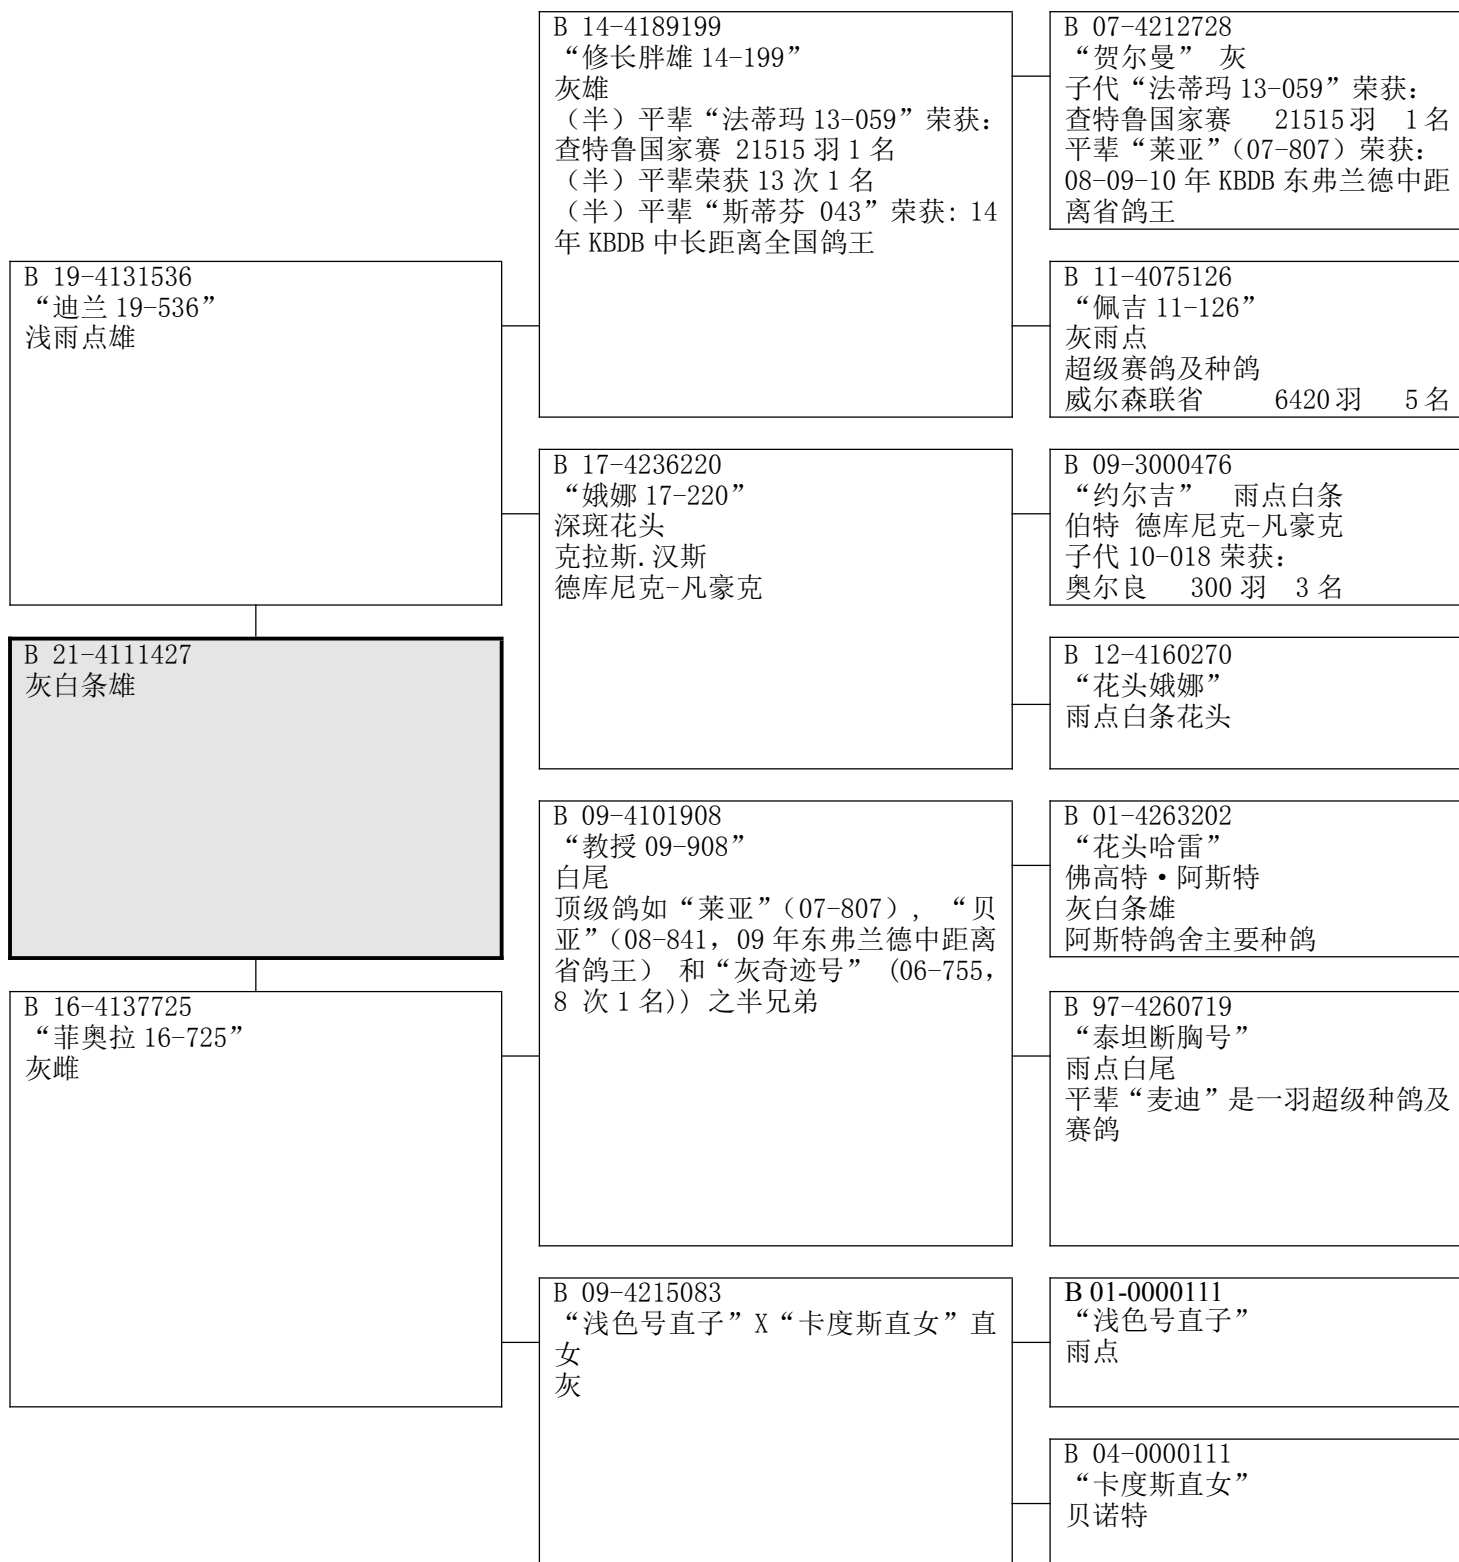 B 19-4131536
“迪兰 19-536”
浅雨点雄
B 21-4111427
灰白条雄
B 16-4137725
“菲奥拉 16-725”
灰雌
B 14-4189199
“修长胖雄 14-199”
灰雄
（半）平辈“法蒂玛 13-059”荣获：
查特鲁国家赛 21515 羽 1 名
（半）平辈荣获 13 次 1 名
（半）平辈“斯蒂芬 043”荣获: 14
年 KBDB 中长距离全国鸽王
B 17-4236220
“娥娜 17-220”
深斑花头
克拉斯.汉斯
德库尼克-凡豪克
B 09-4101908
“教授 09-908”
白尾
顶级鸽如“莱亚”（07-807）, “贝
亚”（08-841，09 年东弗兰德中距离
省鸽王） 和“灰奇迹号” (06-755，
8 次 1 名)) 之半兄弟
B 09-4215083
“浅色号直子”X“卡度斯直女”直
女
灰
B 07-4212728
“贺尔曼” 灰
子代“法蒂玛 13-059”荣获：
查特鲁国家赛 21515 羽 1 名
平辈“莱亚”（07-807）荣获：
08-09-10 年 KBDB 东弗兰德中距
离省鸽王
B 11-4075126
“佩吉 11-126”
灰雨点
超级赛鸽及种鸽
威尔森联省 6420 羽 5 名
B 09-3000476
“约尔吉” 雨点白条
伯特 德库尼克-凡豪克
子代 10-018 荣获：
奥尔良 300 羽 3 名
B 12-4160270
“花头娥娜”
雨点白条花头
B 01-4263202
“花头哈雷”
佛高特·阿斯特
灰白条雄
阿斯特鸽舍主要种鸽
B 97-4260719
“泰坦断胸号”
雨点白尾
平辈“麦迪”是一羽超级种鸽及
赛鸽
B 01-0000111
“浅色号直子”
雨点
B 04-0000111
“卡度斯直女”
贝诺特